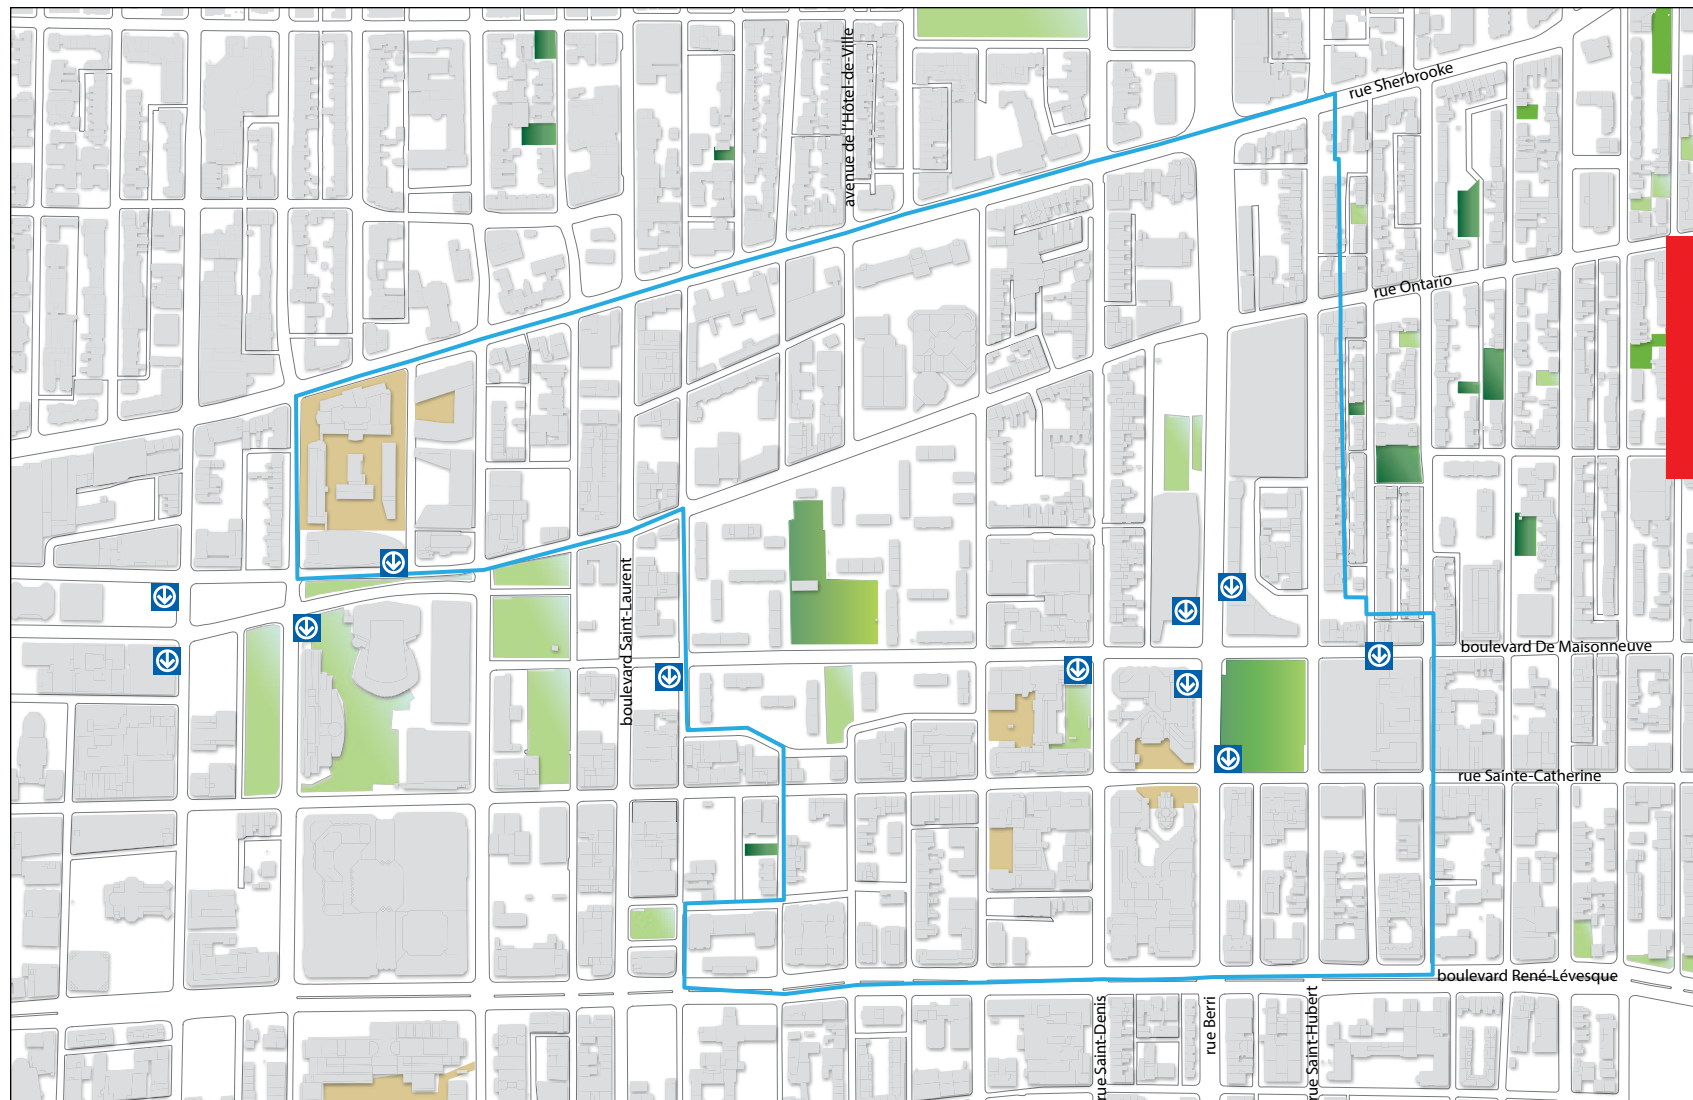 rue Sherbrooke
avenue de l'Hôtel-de-Ville
rue Ontario
boulevard Saint-Laurent
boulevard De Maisonneuve
rue Sainte-Catherine
boulevard René-Lévesque
rue Saint-Denis
rue Berri
rue Saint-Hubert